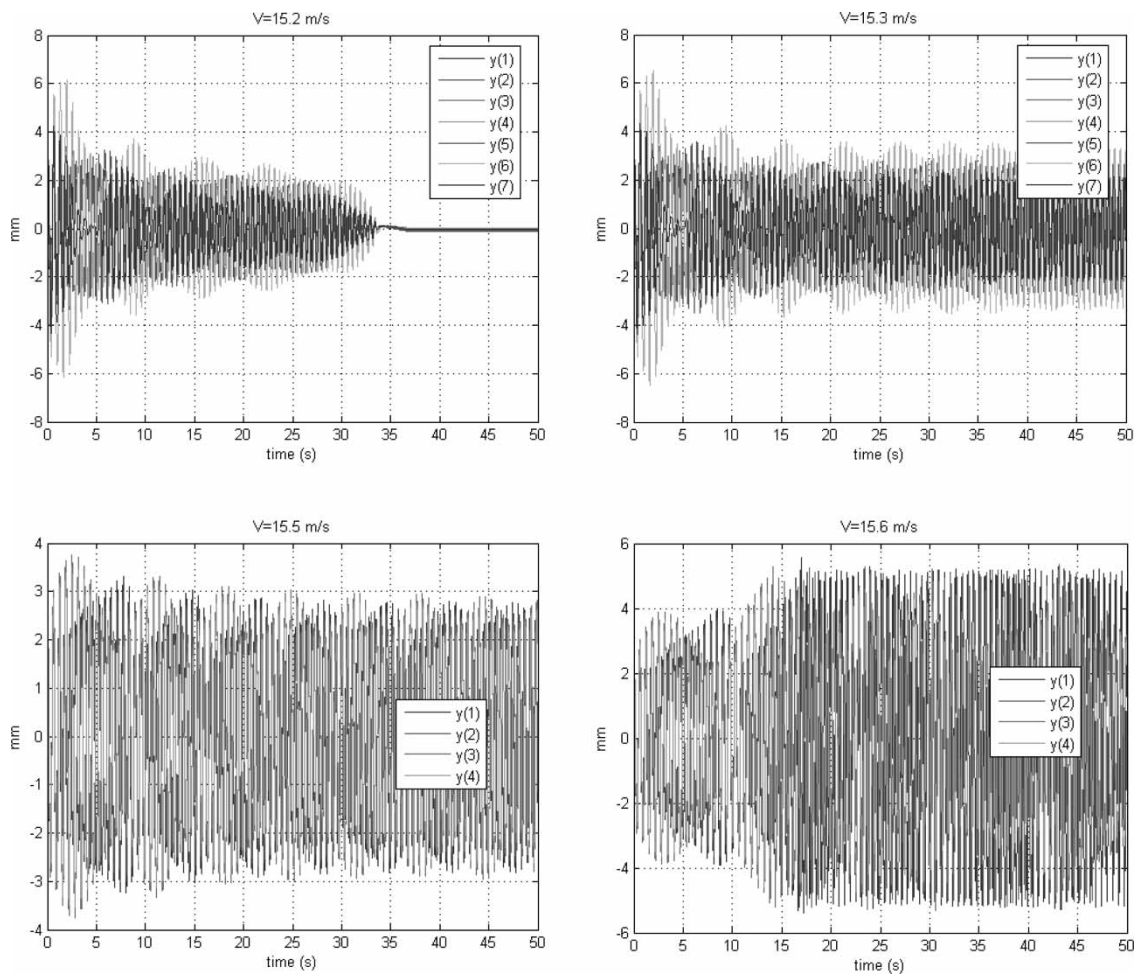 V=15.2 m/s
8
6
4
2
0
-2
-4
-6
-8
mm
y(1)
y(2)
y(3)
y(4)
y(5)
y(6)
y(7)
0 5 10 15 20 25 30 35 40 45 50
time (s)
V=15.3 m/s
8
6
4
2
0
-2
-4
-6
-8
mm
y(1)
y(2)
y(3)
y(4)
y(5)
y(6)
y(7)
0 5 10 15 20 25 30 35 40 45 50
time (s)
V=15.5 m/s
4
3
2
1
0
-1
-2
-3
-4
mm
y(1)
y(2)
y(3)
y(4)
0 5 10 15 20 25 30 35 40 45 50
time (s)
V=15.6 m/s
6
4
2
0
-2
-4
-6
mm
y(1)
y(2)
y(3)
y(4)
0 5 10 15 20 25 30 35 40 45 50
time (s)